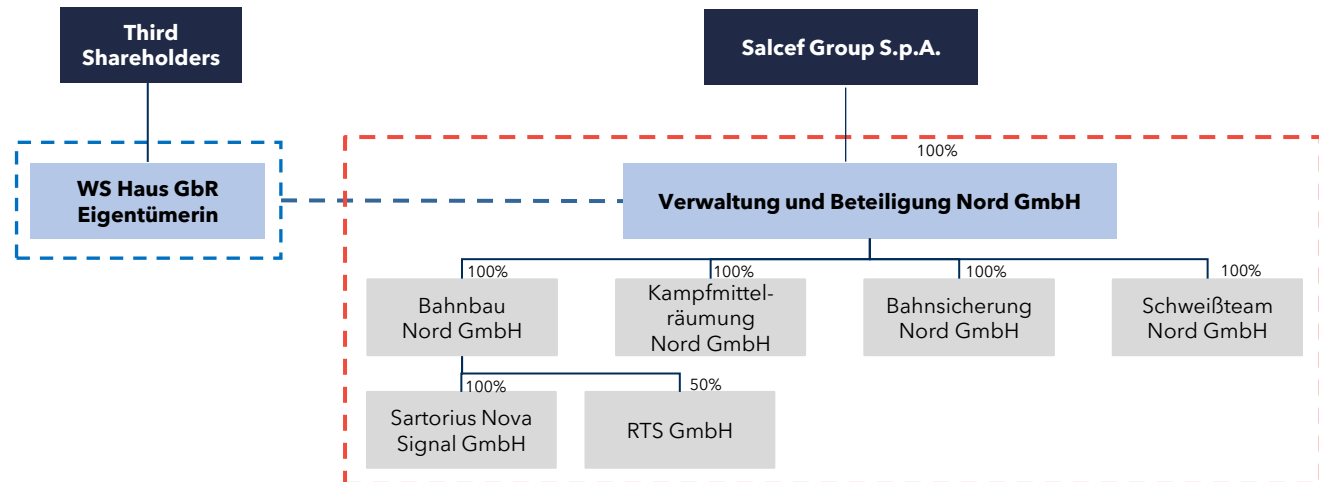 Third
Shareholders
Salcef Group S.p.A.
100%
WS Haus GbR
Eigentümerin
Verwaltung und Beteiligung Nord GmbH
100%
100%
100%
100%
Bahnbau
Nord GmbH
Kampfmittel-
räumung
Nord GmbH
Bahnsicherung
Nord GmbH
Schweißteam
Nord GmbH
100%
50%
Sartorius Nova
Signal GmbH
RTS GmbH